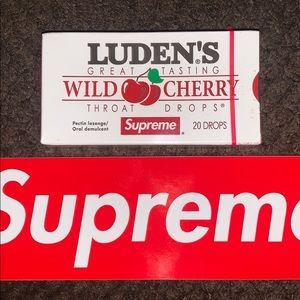 LUDEN'S
GREAT TASTING
WILD CHERRY
THROAT DROPS®
Pectin lozenge/
Oral demulcent
Supreme
20 DROPS
Supreme